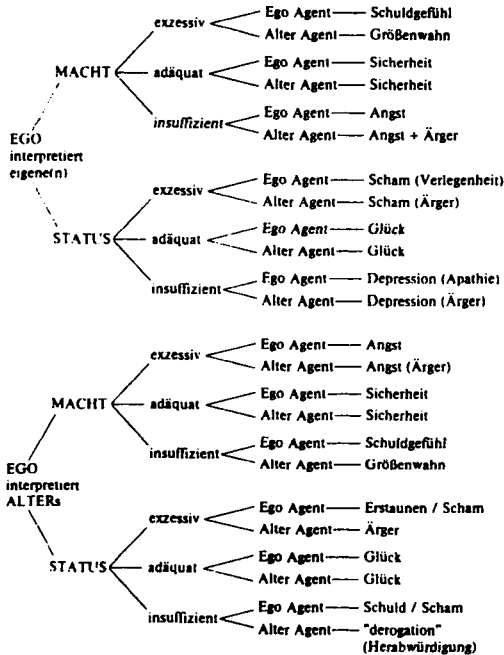 Ego Agent — Schuldgefühl
exzessiv
Alter Agent — Größenwahn
Ego Agent — Sicherheit
MACHT adäquat
Alter Agent — Sicherheit
Ego Agent — Angst
insuffizient
Alter Agent — Angst + Ärger
EGO
interpretiert
eigene(n)
Ego Agent — Scham (Verlegenheit)
exzessiv
Alter Agent — Scham (Ärger)
Ego Agent — Glück
STATUS adäquat
Alter Agent — Glück
Ego Agent — Depression (Apathie)
insuffizient
Alter Agent — Depression (Ärger)
Ego Agent — Angst
exzessiv
Alter Agent — Angst (Ärger)
Ego Agent — Sicherheit
MACHT adäquat
Alter Agent — Sicherheit
Ego Agent — Schuldgefühl
insuffizient
Alter Agent — Größenwahn
EGO
interpretiert
ALTERs
Ego Agent — Erstaunen / Scham
exzessiv
Alter Agent — Ärger
Ego Agent — Glück
STATUS adäquat
Alter Agent — Glück
Ego Agent — Schuld / Scham
insuffizient
Alter Agent — "derogation"
(Herabwürdigung)